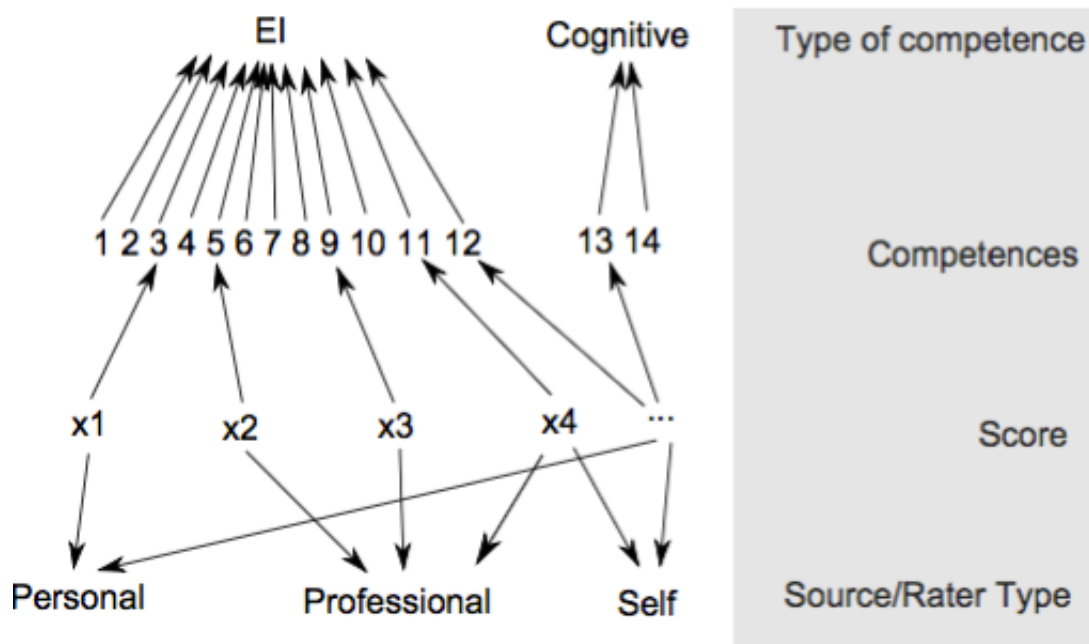 EI Cognitive Type of competence
1 2 3 4 5 6 7 8 9 10 11 12 13 14 Competences
x1 x2 x3 x4 ... Score
Personal Professional Self Source/Rater Type